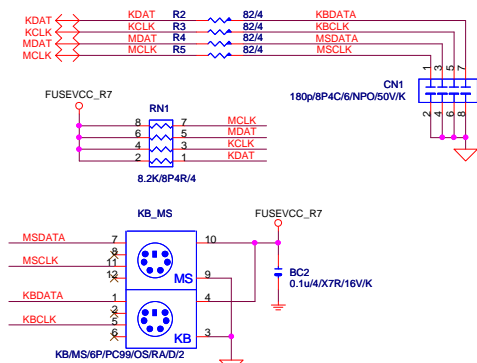 KDAT KDAT R2 82/4 KBDATA
KCLK KCLK R3 82/4 KBCLK
MDAT MDAT R4 82/4 MSDATA
MCLK MCLK R5 82/4 MSCLK
1 3 5 7
CN1
180p/8P4C/6/NPO/50V/K
2 4 6 8
FUSEVCC_R7
RN1
8 7 MCLK
6 5 MDAT
4 3 KCLK
2 1 KDAT
8.2K/8P4R/4
KB_MS
FUSEVCC_R7
MSDATA 7 10
8
MSCLK 11
12 MS 9
BC2
0.1u/4/X7R/16V/K
KBDATA 1 4
2
KBCLK 5
6 KB 3
KB/MS/6P/PC99/OS/RA/D/2